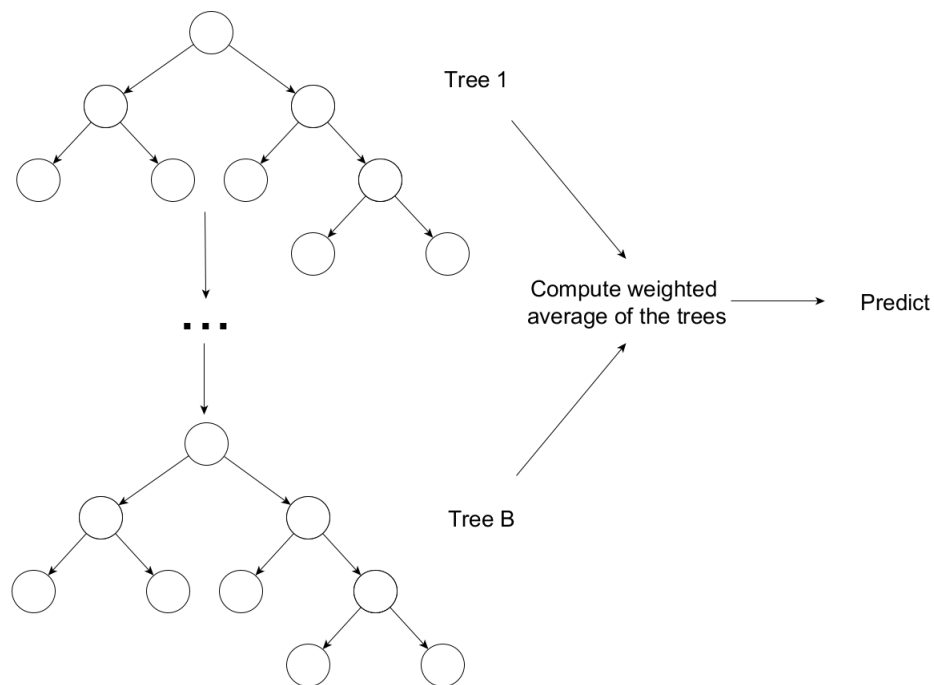 Tree 1
Compute weighted
average of the trees
Predict
Tree B